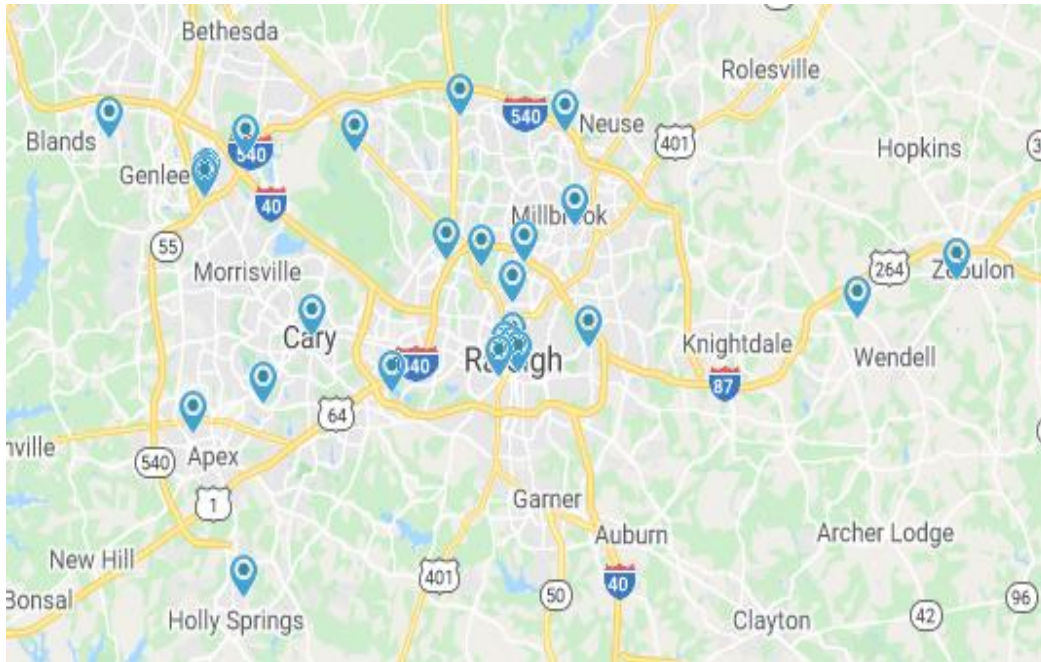 Bethesda
Rolesville
540
Neuse
401
Blands
Hopkins
540
Genlee
40
Millbrook
55
264
Zebulon
Morrisville
Cary
Raleigh
Knightdale
Wendell
87
64
Apex
540
1
Garner
Auburn
Archer Lodge
New Hill
401
40
50
Bonsal
Holly Springs
Clayton
42
96